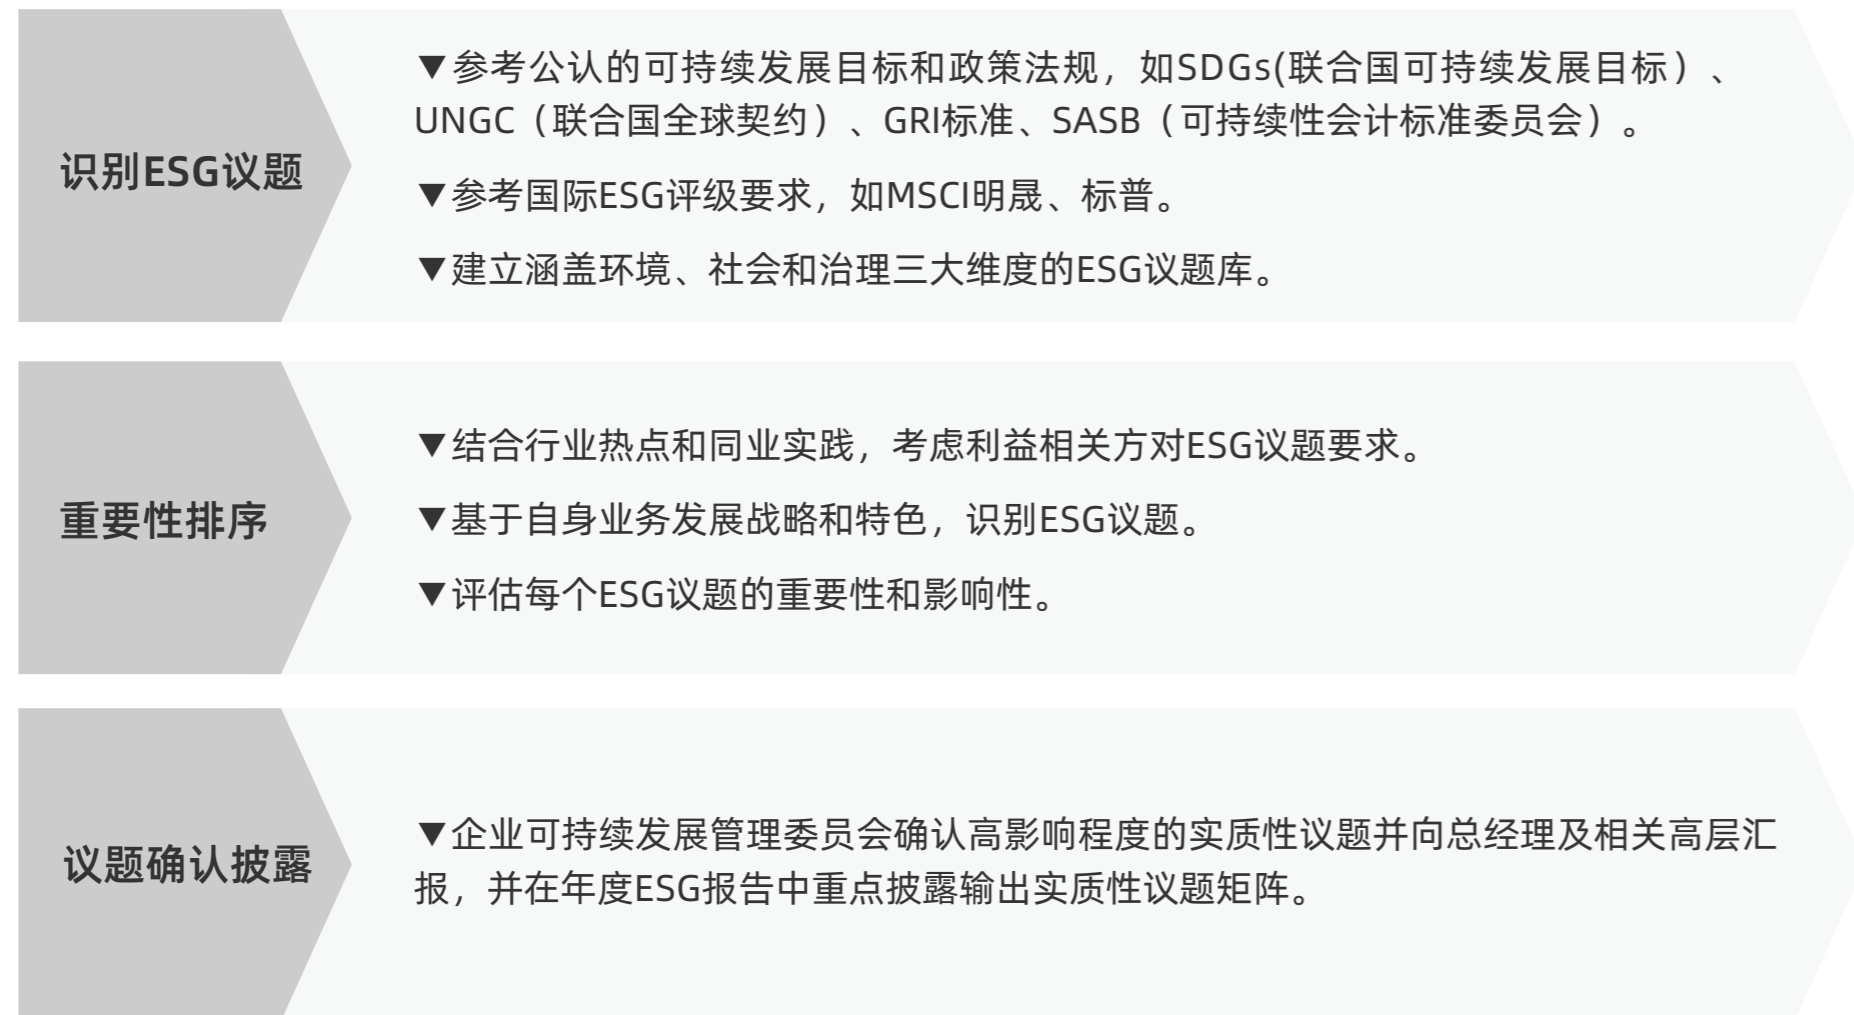 识别ESG议题
▼参考公认的可持续发展目标和政策法规，如SDGs(联合国可持续发展目标）、
UNGC（联合国全球契约）、GRI标准、SASB（可持续性会计标准委员会）。
▼参考国际ESG评级要求，如MSCI明晟、标普。
▼建立涵盖环境、社会和治理三大维度的ESG议题库。
重要性排序
▼结合行业热点和同业实践，考虑利益相关方对ESG议题要求。
▼基于自身业务发展战略和特色，识别ESG议题。
▼评估每个ESG议题的重要性和影响性。
议题确认披露
▼企业可持续发展管理委员会确认高影响程度的实质性议题并向总经理及相关高层汇
报，并在年度ESG报告中重点披露输出实质性议题矩阵。